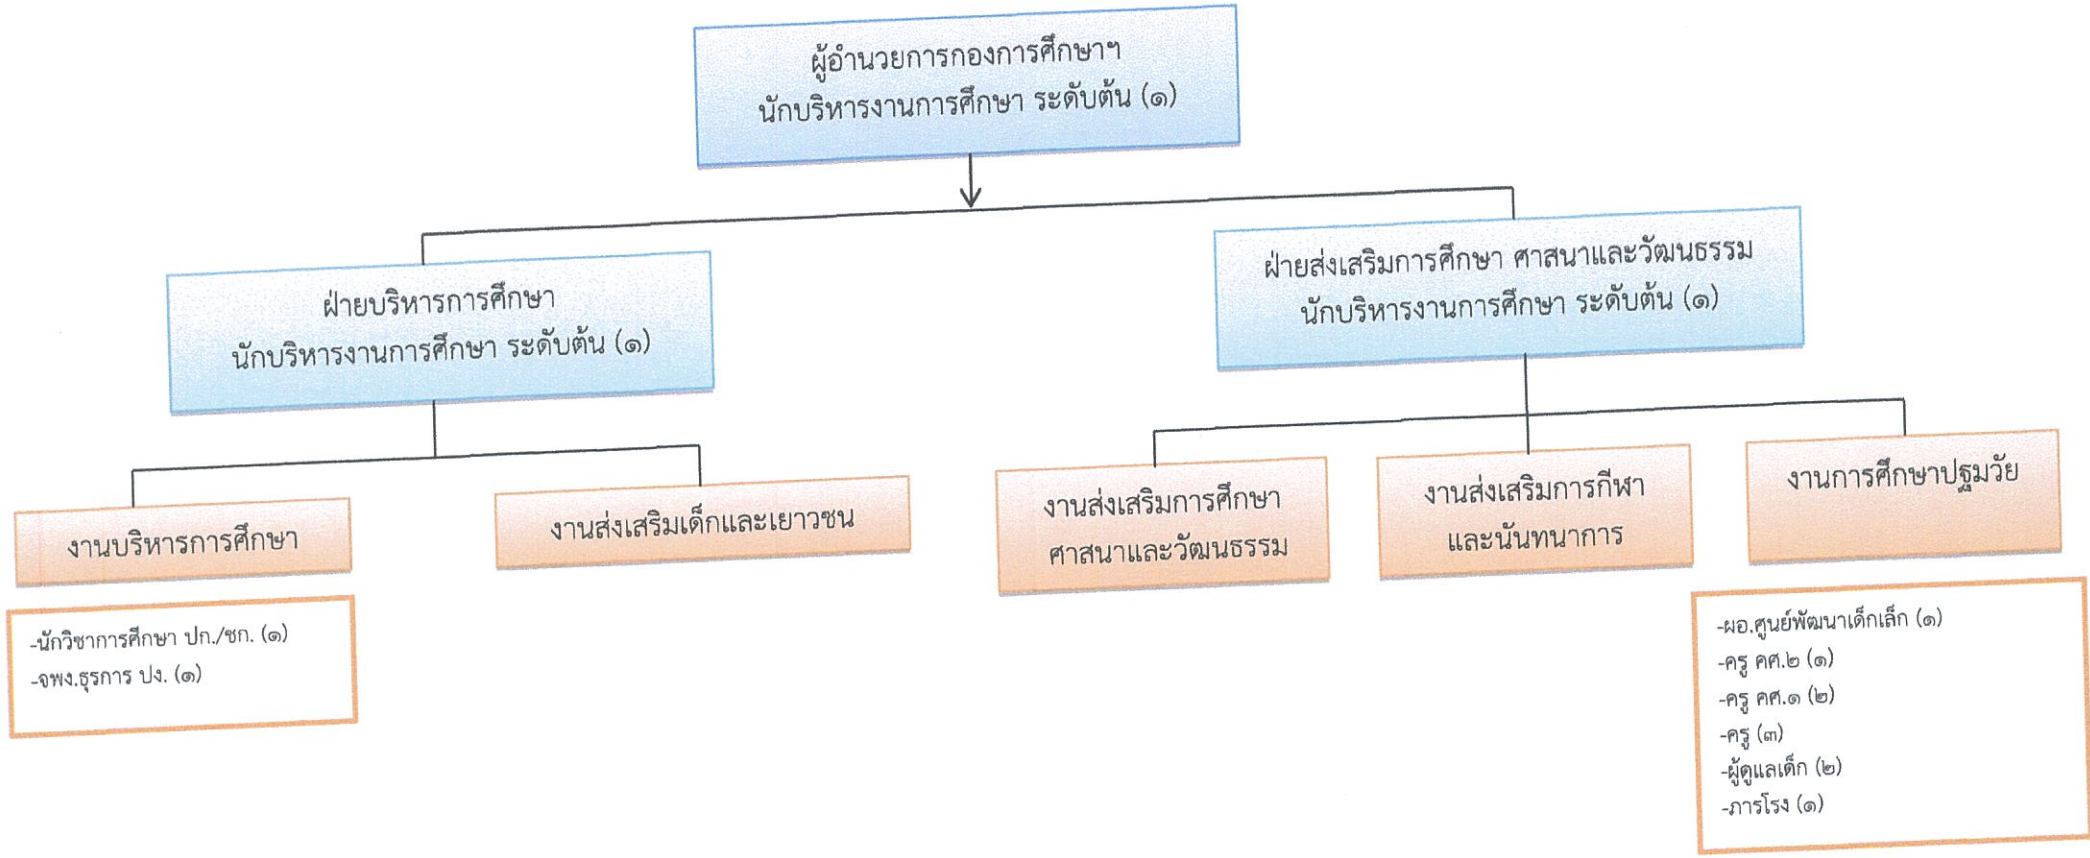 ผู้อำนวยการกองการศึกษาฯ
นักบริหารงานการศึกษา ระดับต้น (๑)
ฝ่ายบริหารการศึกษา
นักบริหารงานการศึกษา ระดับต้น (๑)
ฝ่ายส่งเสริมการศึกษา ศาสนาและวัฒนธรรม
นักบริหารงานการศึกษา ระดับต้น (๑)
งานบริหารการศึกษา
งานส่งเสริมเด็กและเยาวชน
งานส่งเสริมการศึกษา
ศาสนาและวัฒนธรรม
งานส่งเสริมการกีฬา
และนันทนาการ
งานการศึกษาปฐมวัย
-นักวิชาการศึกษา ปก./ชก. (๑)
-จพง.ธุรการ ปง. (๑)
-ผอ.ศูนย์พัฒนาเด็กเล็ก (๑)
-ครู คศ.๒ (๑)
-ครู คศ.๑ (๒)
-ครู (๓)
-ผู้ดูแลเด็ก (๒)
-ภารโรง (๑)